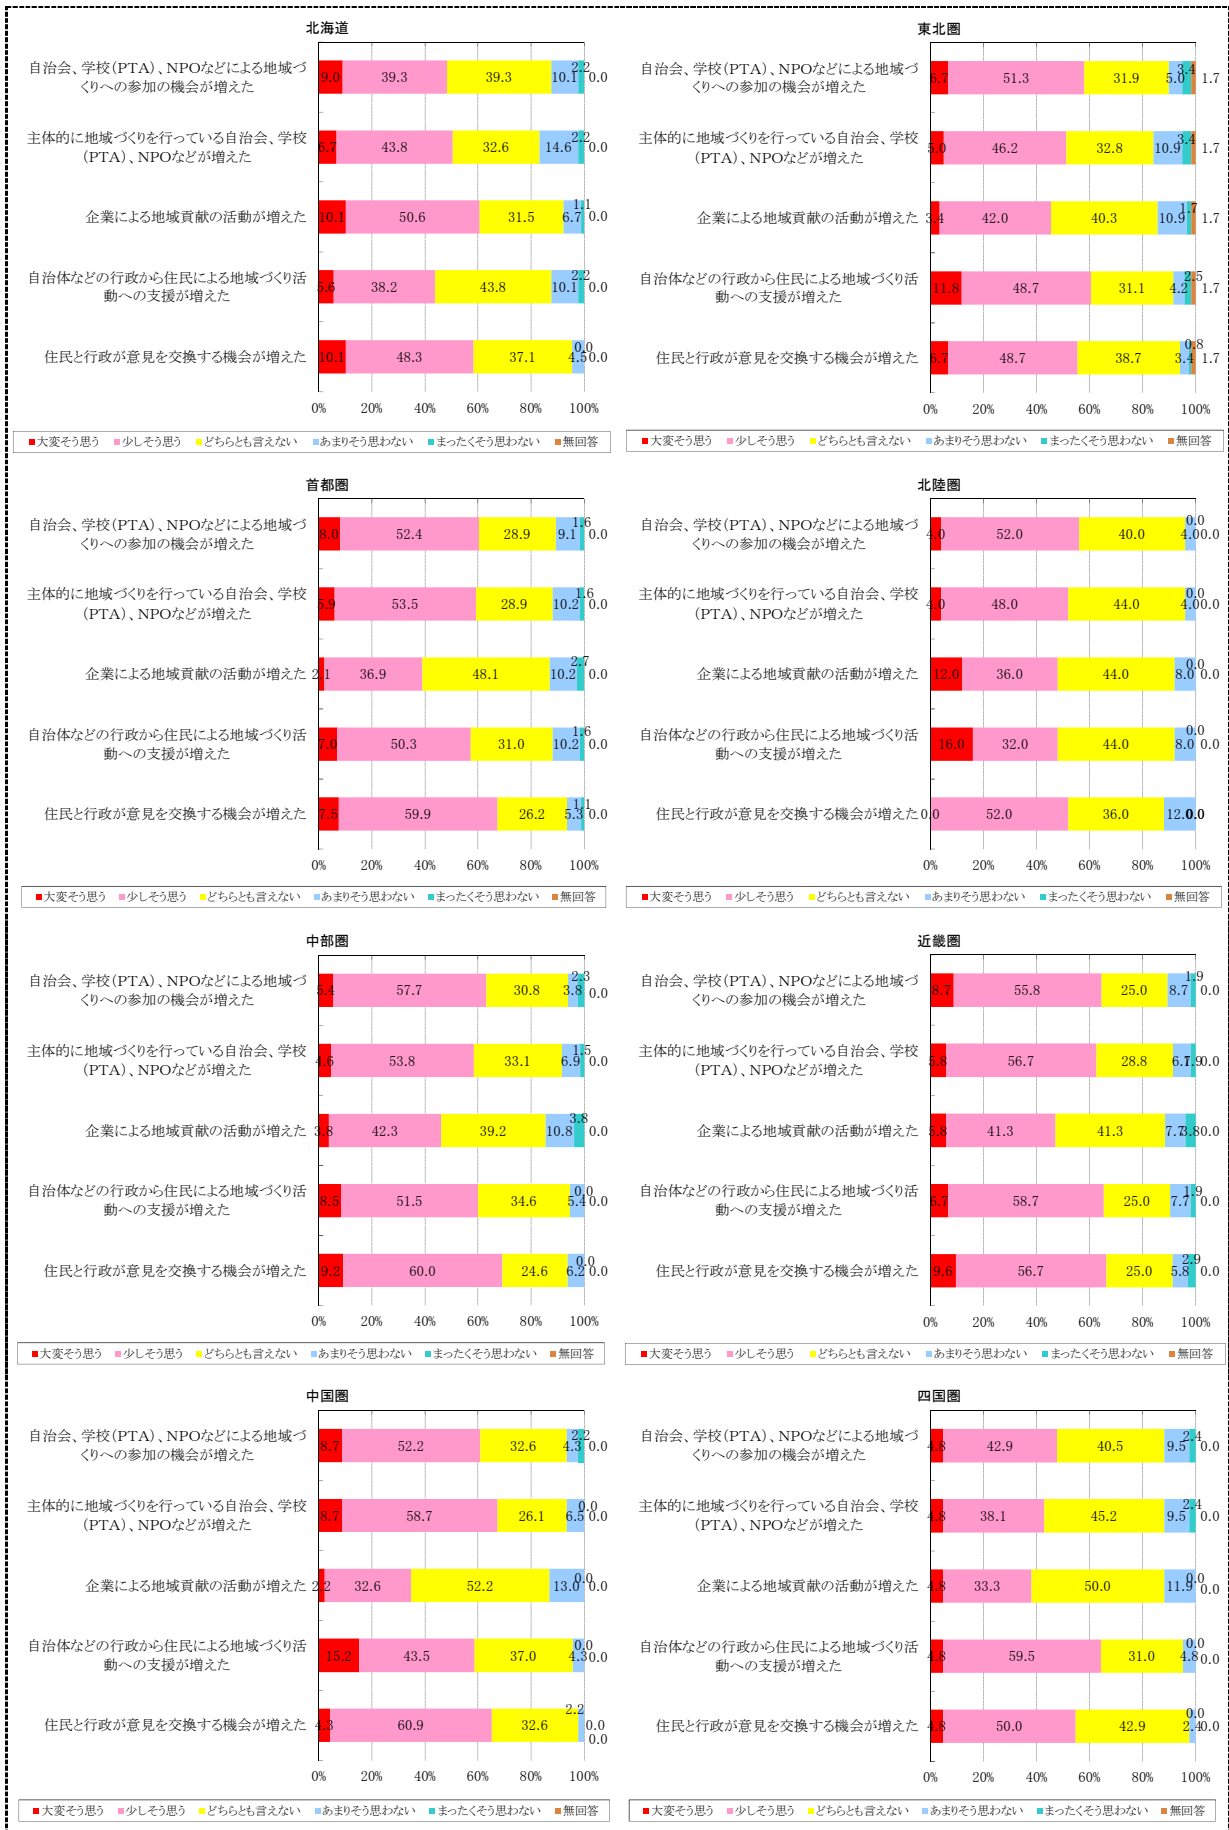 北海道
自治会、学校(PTA)、NPOなどによる地域づ
くりへの参加の機会が増えた
9.0 39.3 39.3 10.1 2.2 0.0
主体的に地域づくりを行っている自治会、学校
(PTA)、NPOなどが増えた
6.7 43.8 32.6 14.6 2.2 0.0
企業による地域貢献の活動が増えた
10.1 50.6 31.5 6.7 1.1 0.0
自治体などの行政から住民による地域づくり活
動への支援が増えた
5.6 38.2 43.8 10.1 2.2 0.0
住民と行政が意見を交換する機会が増えた
10.1 48.3 37.1 4.5 0.0 0.0
0% 20% 40% 60% 80% 100%
大変そう思う 少しそう思う どちらとも言えない あまりそう思わない まったくそう思わない 無回答
東北圏
自治会、学校(PTA)、NPOなどによる地域づ
くりへの参加の機会が増えた
6.7 51.3 31.9 5.0 3.4 1.7
主体的に地域づくりを行っている自治会、学校
(PTA)、NPOなどが増えた
5.0 46.2 32.8 10.9 3.4 1.7
企業による地域貢献の活動が増えた
3.4 42.0 40.3 10.9 1.7 1.7
自治体などの行政から住民による地域づくり活
動への支援が増えた
11.8 48.7 31.1 4.2 2.5 1.7
住民と行政が意見を交換する機会が増えた
6.7 48.7 38.7 3.4 0.8 1.7
0% 20% 40% 60% 80% 100%
大変そう思う 少しそう思う どちらとも言えない あまりそう思わない まったくそう思わない 無回答
首都圏
自治会、学校(PTA)、NPOなどによる地域づ
くりへの参加の機会が増えた
8.0 52.4 28.9 9.1 1.6 0.0
主体的に地域づくりを行っている自治会、学校
(PTA)、NPOなどが増えた
5.9 53.5 28.9 10.2 1.6 0.0
企業による地域貢献の活動が増えた
2.1 36.9 48.1 10.2 2.7 0.0
自治体などの行政から住民による地域づくり活
動への支援が増えた
7.0 50.3 31.0 10.2 1.6 0.0
住民と行政が意見を交換する機会が増えた
7.5 59.9 26.2 5.3 1.1 0.0
0% 20% 40% 60% 80% 100%
大変そう思う 少しそう思う どちらとも言えない あまりそう思わない まったくそう思わない 無回答
北陸圏
自治会、学校(PTA)、NPOなどによる地域づ
くりへの参加の機会が増えた
4.0 52.0 40.0 4.0 0.0 0.0
主体的に地域づくりを行っている自治会、学校
(PTA)、NPOなどが増えた
4.0 48.0 44.0 4.0 0.0 0.0
企業による地域貢献の活動が増えた
12.0 36.0 44.0 8.0 0.0 0.0
自治体などの行政から住民による地域づくり活
動への支援が増えた
16.0 32.0 44.0 8.0 0.0 0.0
住民と行政が意見を交換する機会が増えた
0.0 52.0 36.0 12.0 0.0 0.0
0% 20% 40% 60% 80% 100%
大変そう思う 少しそう思う どちらとも言えない あまりそう思わない まったくそう思わない 無回答
中部圏
自治会、学校(PTA)、NPOなどによる地域づ
くりへの参加の機会が増えた
5.4 57.7 30.8 3.8 2.3 0.0
主体的に地域づくりを行っている自治会、学校
(PTA)、NPOなどが増えた
4.6 53.8 33.1 6.9 1.5 0.0
企業による地域貢献の活動が増えた
3.8 42.3 39.2 10.8 3.8 0.0
自治体などの行政から住民による地域づくり活
動への支援が増えた
8.5 51.5 34.6 5.4 0.0 0.0
住民と行政が意見を交換する機会が増えた
9.2 60.0 24.6 6.2 0.0 0.0
0% 20% 40% 60% 80% 100%
大変そう思う 少しそう思う どちらとも言えない あまりそう思わない まったくそう思わない 無回答
近畿圏
自治会、学校(PTA)、NPOなどによる地域づ
くりへの参加の機会が増えた
8.7 55.8 25.0 8.7 1.9 0.0
主体的に地域づくりを行っている自治会、学校
(PTA)、NPOなどが増えた
5.8 56.7 28.8 6.7 1.9 0.0
企業による地域貢献の活動が増えた
5.8 41.3 41.3 7.7 3.8 0.0
自治体などの行政から住民による地域づくり活
動への支援が増えた
6.7 58.7 25.0 7.7 1.9 0.0
住民と行政が意見を交換する機会が増えた
9.6 56.7 25.0 5.8 2.9 0.0
0% 20% 40% 60% 80% 100%
大変そう思う 少しそう思う どちらとも言えない あまりそう思わない まったくそう思わない 無回答
中国圏
自治会、学校(PTA)、NPOなどによる地域づ
くりへの参加の機会が増えた
8.7 52.2 32.6 4.3 2.2 0.0
主体的に地域づくりを行っている自治会、学校
(PTA)、NPOなどが増えた
8.7 58.7 26.1 6.5 0.0 0.0
企業による地域貢献の活動が増えた
2.2 32.6 52.2 13.0 0.0 0.0
自治体などの行政から住民による地域づくり活
動への支援が増えた
15.2 43.5 37.0 4.3 0.0 0.0
住民と行政が意見を交換する機会が増えた
4.3 60.9 32.6 2.2 0.0 0.0
0% 20% 40% 60% 80% 100%
大変そう思う 少しそう思う どちらとも言えない あまりそう思わない まったくそう思わない 無回答
四国圏
自治会、学校(PTA)、NPOなどによる地域づ
くりへの参加の機会が増えた
4.8 42.9 40.5 9.5 2.4 0.0
主体的に地域づくりを行っている自治会、学校
(PTA)、NPOなどが増えた
4.8 38.1 45.2 9.5 2.4 0.0
企業による地域貢献の活動が増えた
4.8 33.3 50.0 11.9 0.0 0.0
自治体などの行政から住民による地域づくり活
動への支援が増えた
4.8 59.5 31.0 4.8 0.0 0.0
住民と行政が意見を交換する機会が増えた
4.8 50.0 42.9 2.4 0.0 0.0
0% 20% 40% 60% 80% 100%
大変そう思う 少しそう思う どちらとも言えない あまりそう思わない まったくそう思わない 無回答